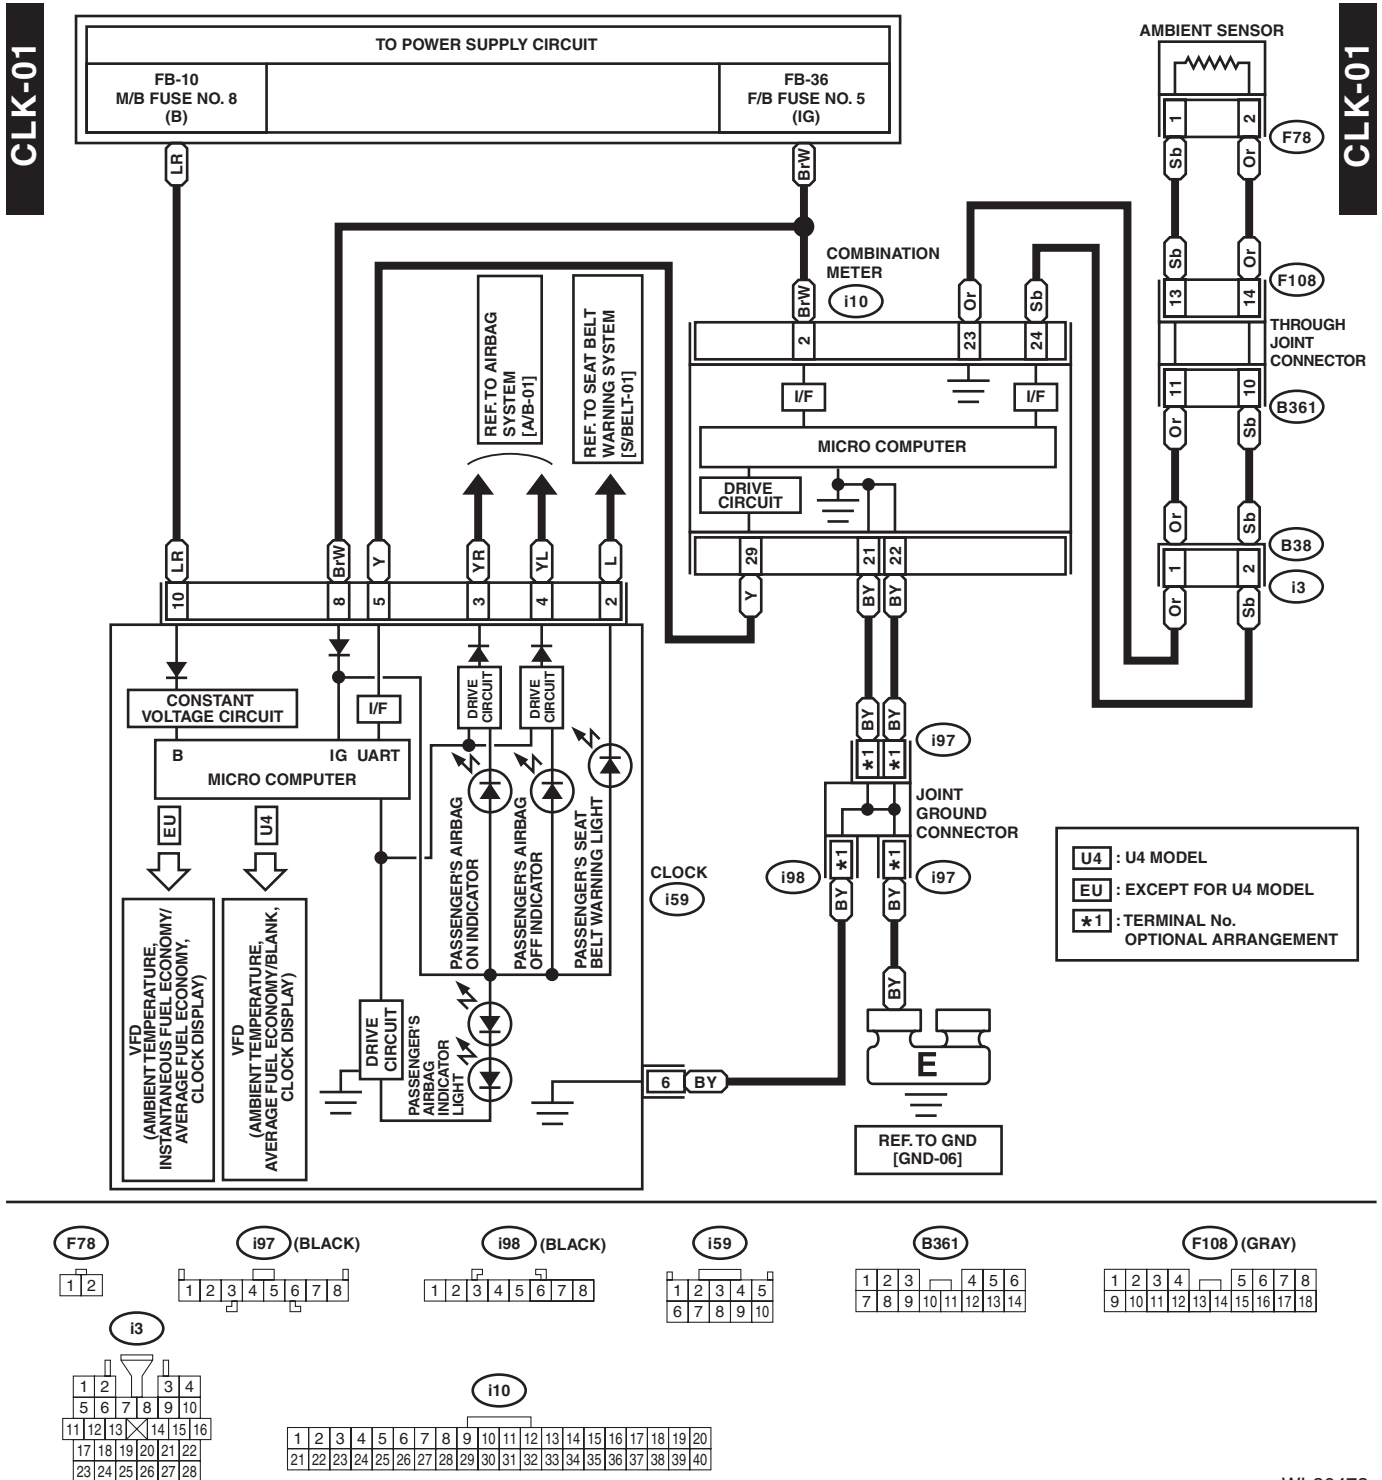 CLK-01
TO POWER SUPPLY CIRCUIT
FB-10
M/B FUSE NO. 8
(B)
FB-36
F/B FUSE NO. 5
(IG)
AMBIENT SENSOR
CLK-01
1
2
F78
LR
BrW
Sb
Or
Sb
Or
F108
13
14
THROUGH
JOINT
CONNECTOR
11
10
B361
Or
Sb
Or
Sb
B38
1
2
i3
Or
Sb
COMBINATION
METER
i10
BrW
Or
Sb
2
23
24
I/F
I/F
MICRO COMPUTER
DRIVE
CIRCUIT
29
21
22
Y
BY
BY
REF. TO AIRBAG
SYSTEM
[A/B-01]
REF. TO SEAT BELT
WARNING SYSTEM
[S/BELT-01]
LR
BrW
Y
YR
YL
L
10
8
5
3
4
2
CONSTANT
VOLTAGE CIRCUIT
I/F
DRIVE
CIRCUIT
DRIVE
CIRCUIT
B
IG
UART
MICRO COMPUTER
EU
U4
PASSENGER'S AIRBAG
ON INDICATOR
PASSENGER'S AIRBAG
OFF INDICATOR
PASSENGER'S SEAT
BELT WARNING LIGHT
CLOCK
i59
VFD
(AMBIENT TEMPERATURE,
INSTANTANEOUS FUEL ECONOMY/
AVERAGE FUEL ECONOMY,
CLOCK DISPLAY)
VFD
(AMBIENT TEMPERATURE,
AVERAGE FUEL ECONOMY/BLANK,
CLOCK DISPLAY)
DRIVE
CIRCUIT
PASSENGER'S
AIRBAG
INDICATOR
LIGHT
6
BY
BY
BY
*1
*1
i97
JOINT
GROUND
CONNECTOR
i98
*1
*1
i97
BY
BY
BY
E
REF. TO GND
[GND-06]
U4 : U4 MODEL
EU : EXCEPT FOR U4 MODEL
*1 : TERMINAL No.
OPTIONAL ARRANGEMENT
F78
1 2
i97 (BLACK)
1 2 3 4 5 6 7 8
i98 (BLACK)
1 2 3 4 5 6 7 8
i59
1 2 3 4 5
6 7 8 9 10
B361
1 2 3 4 5 6
7 8 9 10 11 12 13 14
F108 (GRAY)
1 2 3 4 5 6 7 8
9 10 11 12 13 14 15 16 17 18
i3
1 2 3 4
5 6 7 8 9 10
11 12 13 14 15 16
17 18 19 20 21 22
23 24 25 26 27 28
i10
1 2 3 4 5 6 7 8 9 10 11 12 13 14 15 16 17 18 19 20
21 22 23 24 25 26 27 28 29 30 31 32 33 34 35 36 37 38 39 40